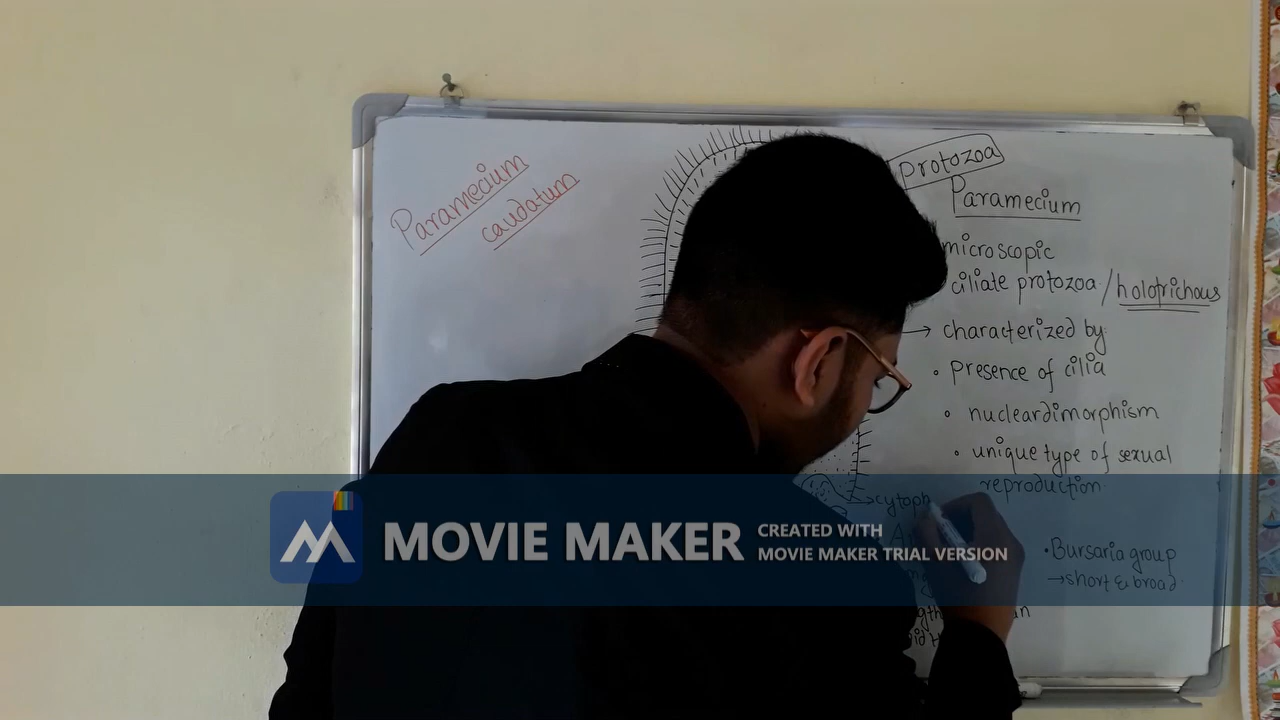 Paramecium
caudatum
Protozoa
Paramecium
microscopic
ciliate protozoa / holotrichous
→ characterized by
• presence of cilia
• nucleardimorphism
• unique type of sexual
reproduction
→cytoph
• Bursaria group
→short & broad
MOVIE MAKER
CREATED WITH
MOVIE MAKER TRIAL VERSION